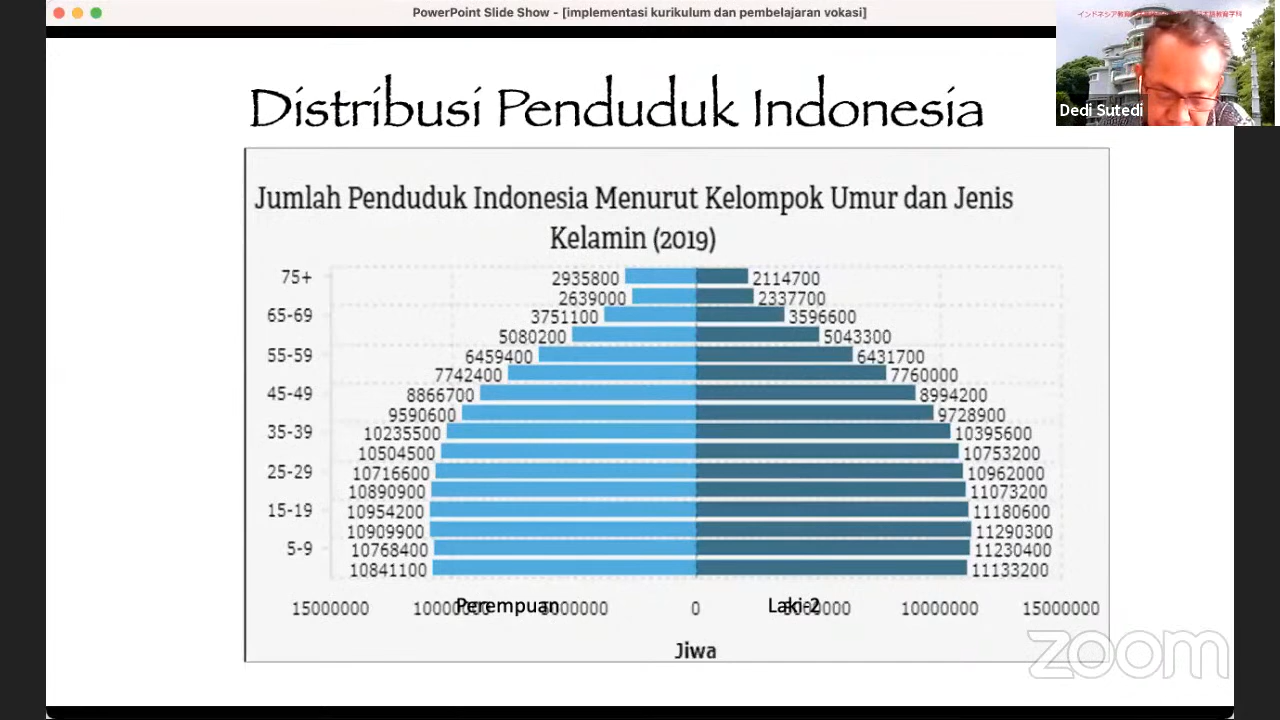 PowerPoint Slide Show - [implementasi kurikulum dan pembelajaran vokasi]
Dedi Sutedi
Distribusi Penduduk Indonesia
Jumlah Penduduk Indonesia Menurut Kelompok Umur dan Jenis
Kelamin (2019)
75+ 2935800 2114700
2639000 2337700
65-69 3751100 3596600
5080200 5043300
55-59 6459400 6431700
7742400 7760000
45-49 8866700 8994200
9590600 9728900
35-39 10235500 10395600
10504500 10753200
25-29 10716600 10962000
10890900 11073200
15-19 10954200 11180600
10909900 11290300
5-9 10768400 11230400
10841100 11133200
15000000 10000000 Perempuan 5000000 0 Laki-2 5000000 10000000 15000000
Jiwa
zoom